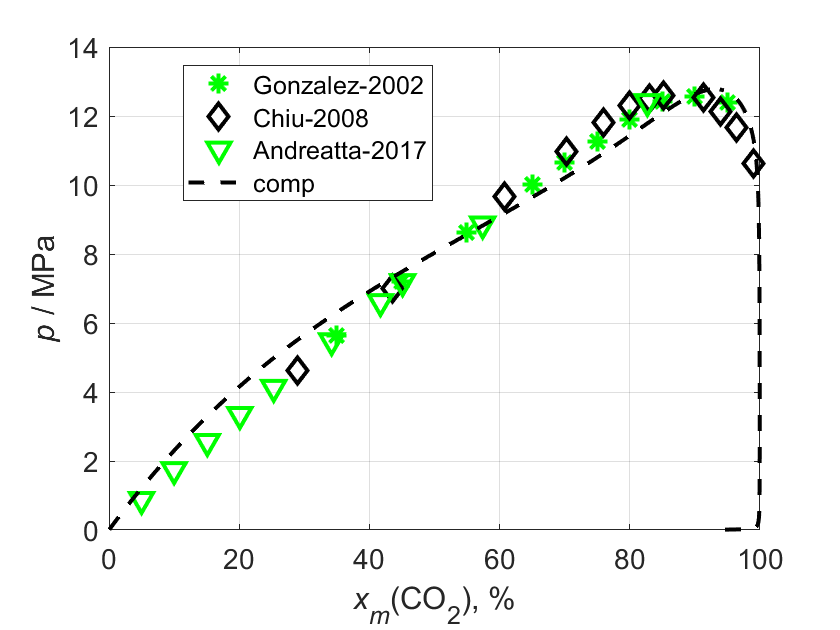 14
12
10
8
6
4
2
0
p / MPa
Gonzalez-2002
Chiu-2008
Andreatta-2017
comp
0 20 40 60 80 100
x_m(CO_2), %